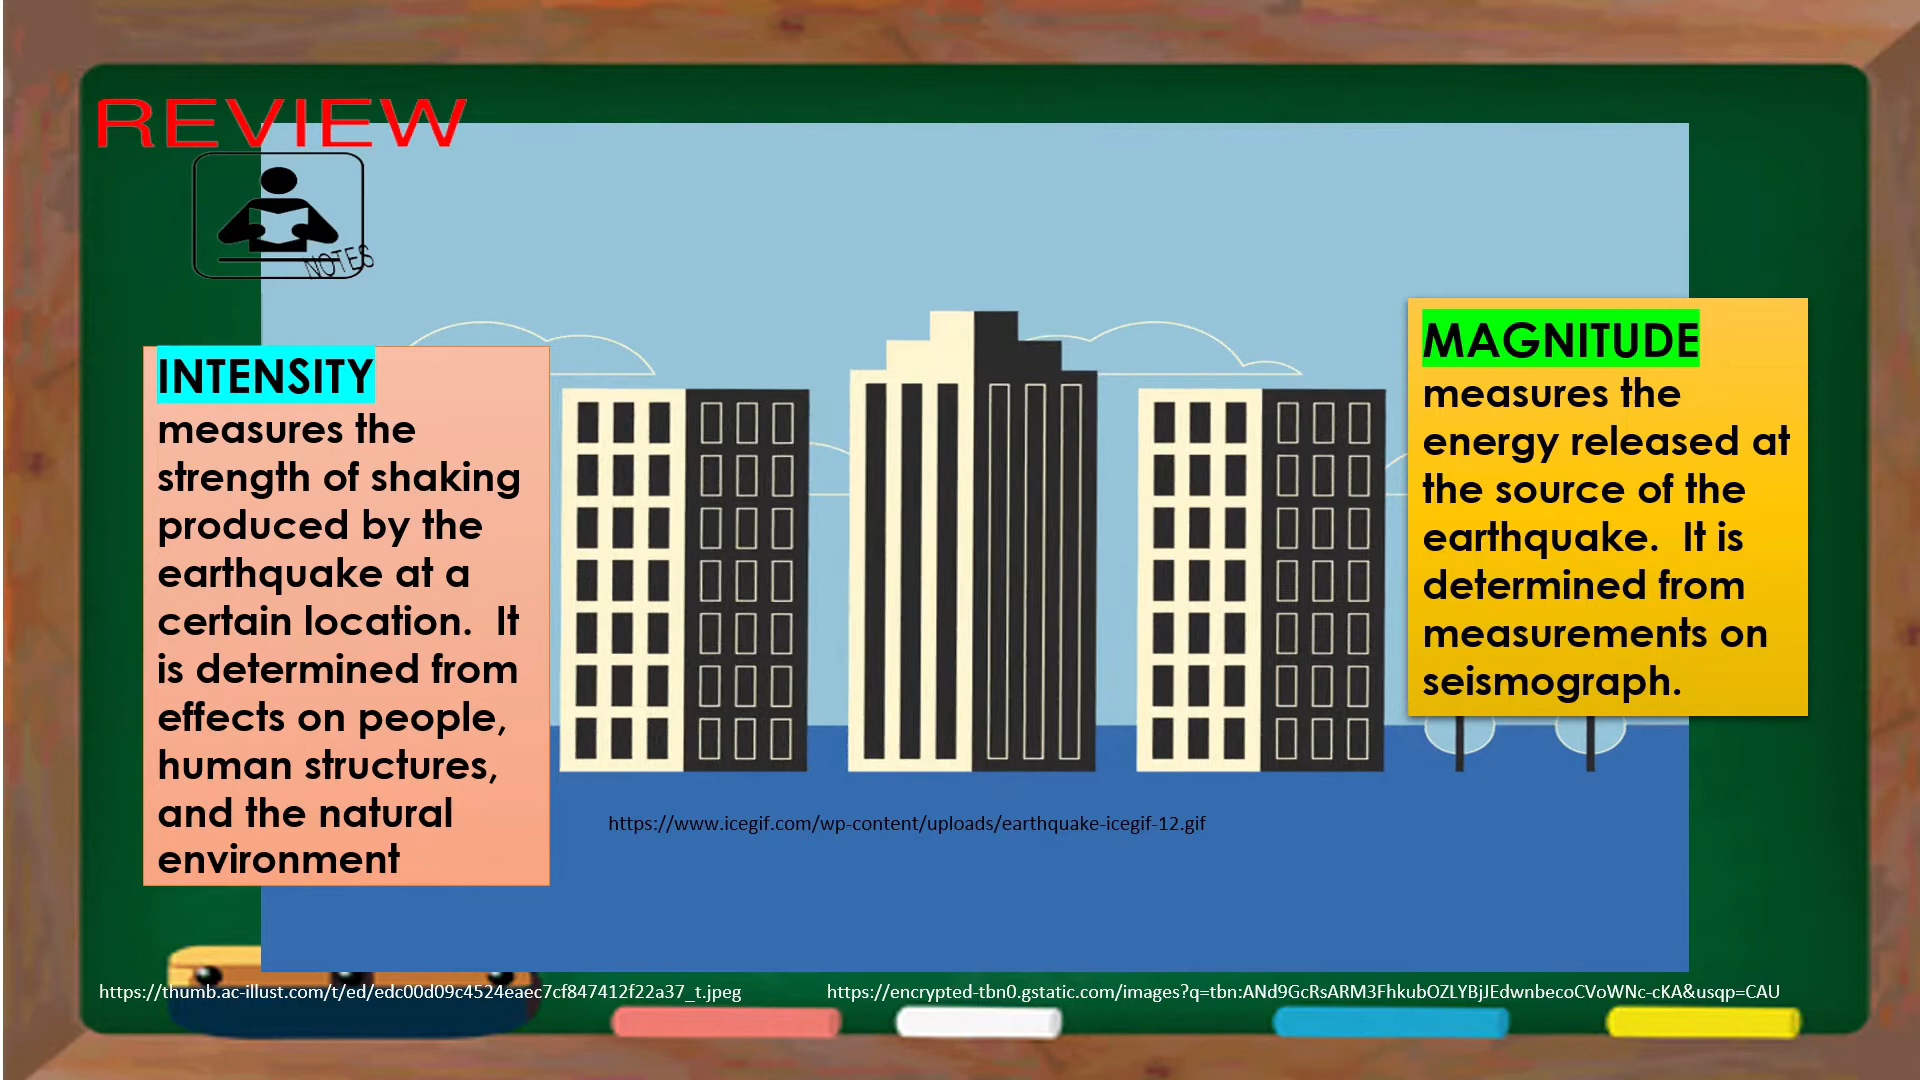 REVIEW
NOTES
INTENSITY
measures the
strength of shaking
produced by the
earthquake at a
certain location.  It
is determined from
effects on people,
human structures,
and the natural
environment
MAGNITUDE
measures the
energy released at
the source of the
earthquake.  It is
determined from
measurements on
seismograph.
https://www.icegif.com/wp-content/uploads/earthquake-icegif-12.gif
https://thumb.ac-illust.com/t/ed/edc00d09c4524eaec7cf847412f22a37_t.jpeg
https://encrypted-tbn0.gstatic.com/images?q=tbn:ANd9GcRsARM3FhkubOZLYBjJEdwnbecoCVoWNc-cKA&usqp=CAU